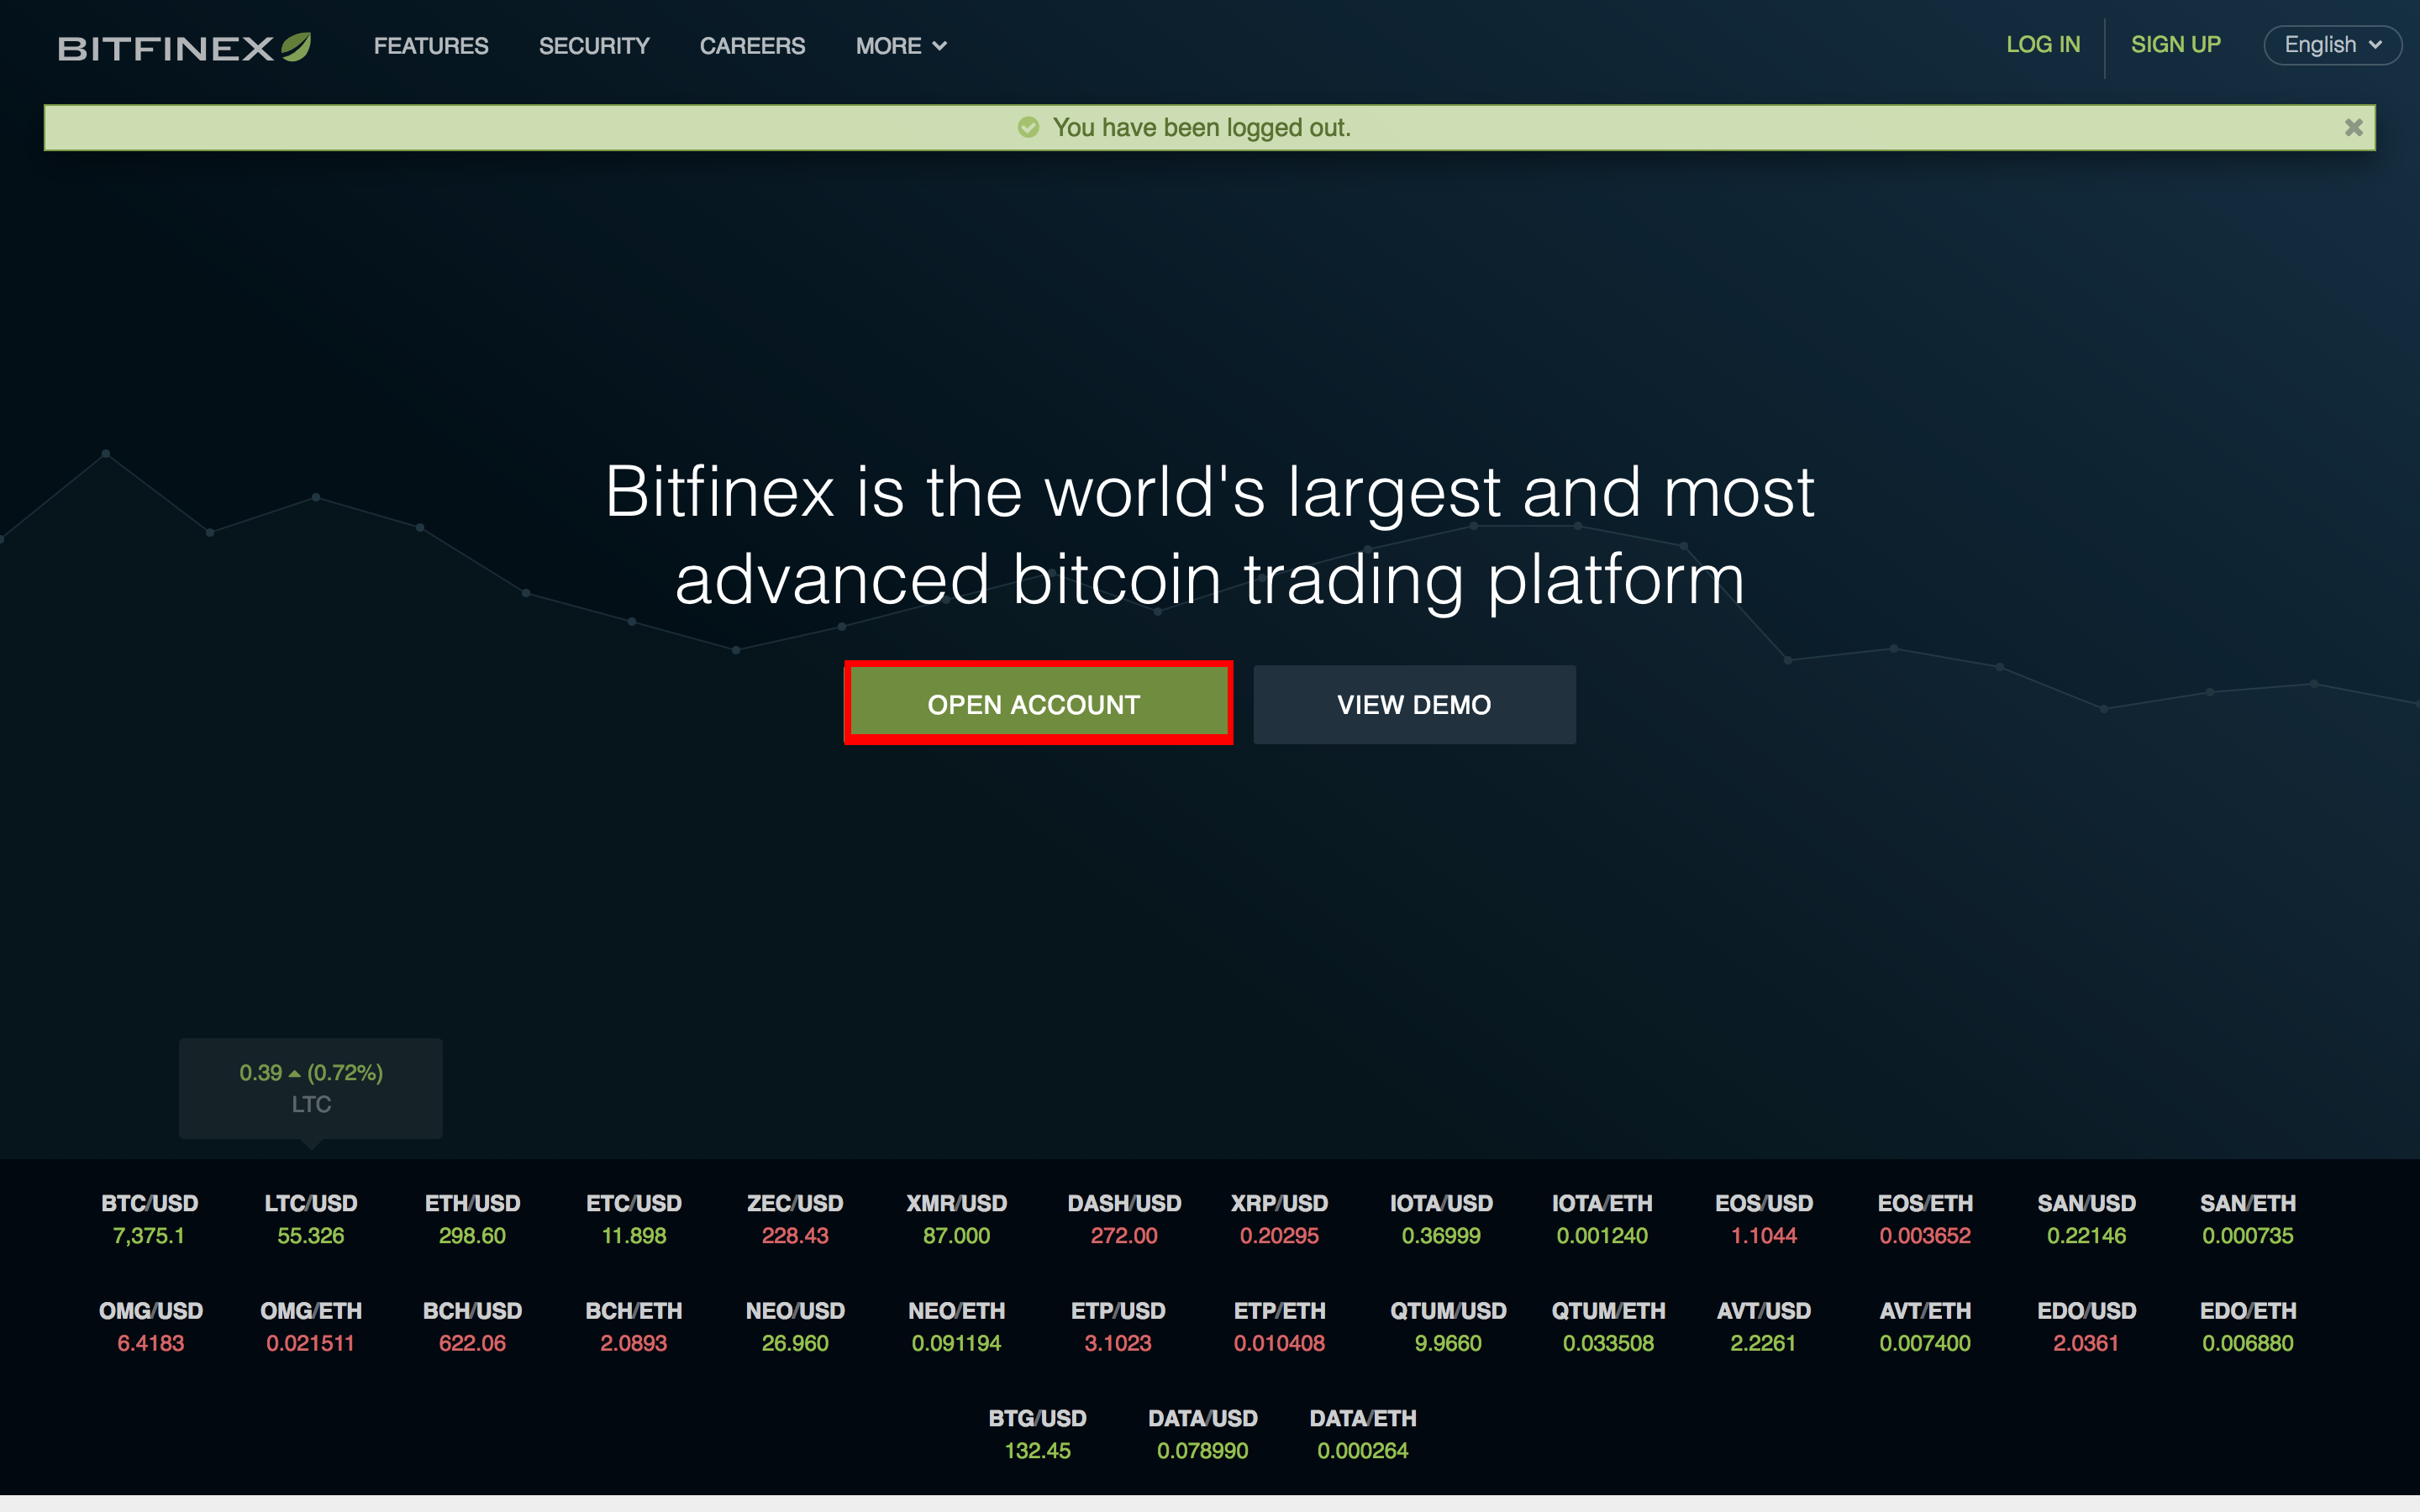 BITFINEX FEATURES SECURITY CAREERS MORE LOG IN SIGN UP English
You have been logged out.
Bitfinex is the world's largest and most
advanced bitcoin trading platform
OPEN ACCOUNT VIEW DEMO
0.39 ▲ (0.72%)
LTC
BTC/USD LTC/USD ETH/USD ETC/USD ZEC/USD XMR/USD DASH/USD XRP/USD IOTA/USD IOTA/ETH EOS/USD EOS/ETH SAN/USD SAN/ETH
7,375.1 55.326 298.60 11.898 228.43 87.000 272.00 0.20295 0.36999 0.001240 1.1044 0.003652 0.22146 0.000735
OMG/USD OMG/ETH BCH/USD BCH/ETH NEO/USD NEO/ETH ETP/USD ETP/ETH QTUM/USD QTUM/ETH AVT/USD AVT/ETH EDO/USD EDO/ETH
6.4183 0.021511 622.06 2.0893 26.960 0.091194 3.1023 0.010408 9.9660 0.033508 2.2261 0.007400 2.0361 0.006880
BTG/USD DATA/USD DATA/ETH
132.45 0.078990 0.000264